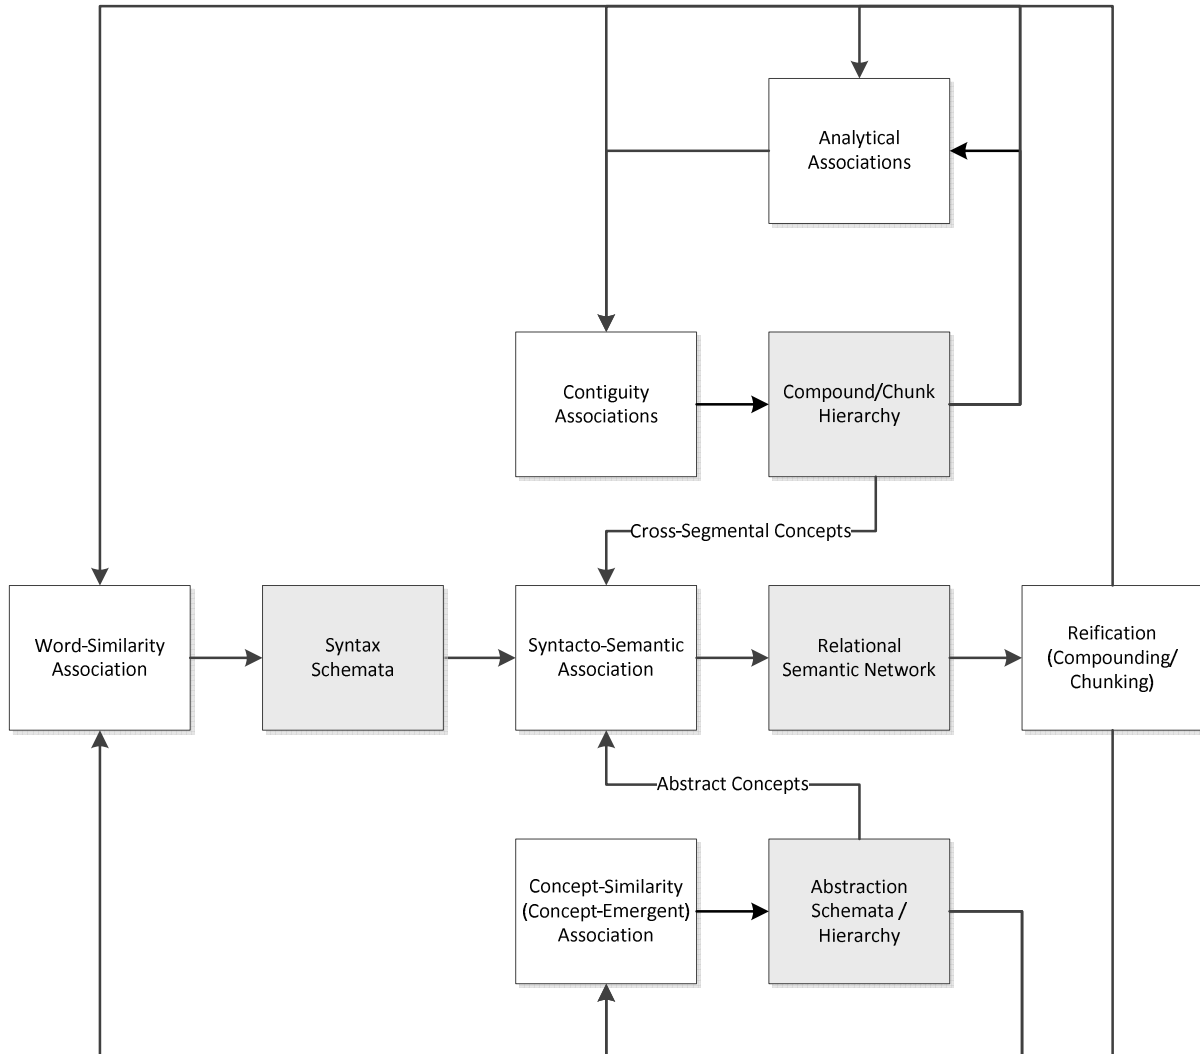 Analytical
Associations
Contiguity
Associations
Compound/Chunk
Hierarchy
Cross-Segmental Concepts
Word-Similarity
Association
Syntax
Schemata
Syntacto-Semantic
Association
Relational
Semantic Network
Reification
(Compounding/
Chunking)
Abstract Concepts
Concept-Similarity
(Concept-Emergent)
Association
Abstraction
Schemata /
Hierarchy